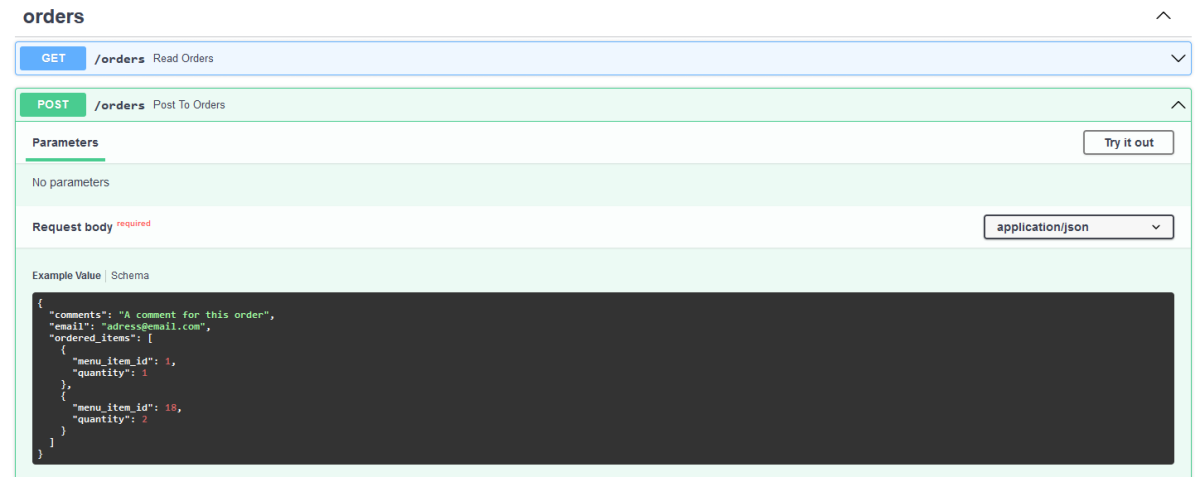 orders
GET /orders Read Orders
POST /orders Post To Orders
Parameters
Try it out
No parameters
Request body required
application/json
Example Value Schema
{
  "comments": "A comment for this order",
  "email": "adress@email.com",
  "ordered_items": [
    {
      "menu_item_id": 1,
      "quantity": 1
    },
    {
      "menu_item_id": 18,
      "quantity": 2
    }
  ]
}